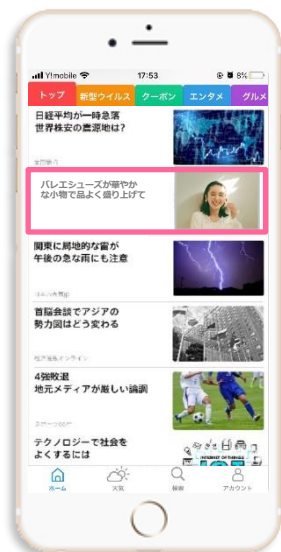 Y!mobile
17:53
8%
トップ
新型ウイルス
クーポン
エンタメ
グルメ
日経平均が一時急落
世界株安の震源地は?
バレエシューズが華やか
な小物で品よく盛り上げて
関東に局地的な雷が
午後の急な雨にも注意
首脳会談でアジアの
勢力図はどう変わる
4強敗退
地元メディアが厳しい論調
テクノロジーで社会を
よくするには
INTERNET OF THINGS
ホーム
天気
検索
アカウント